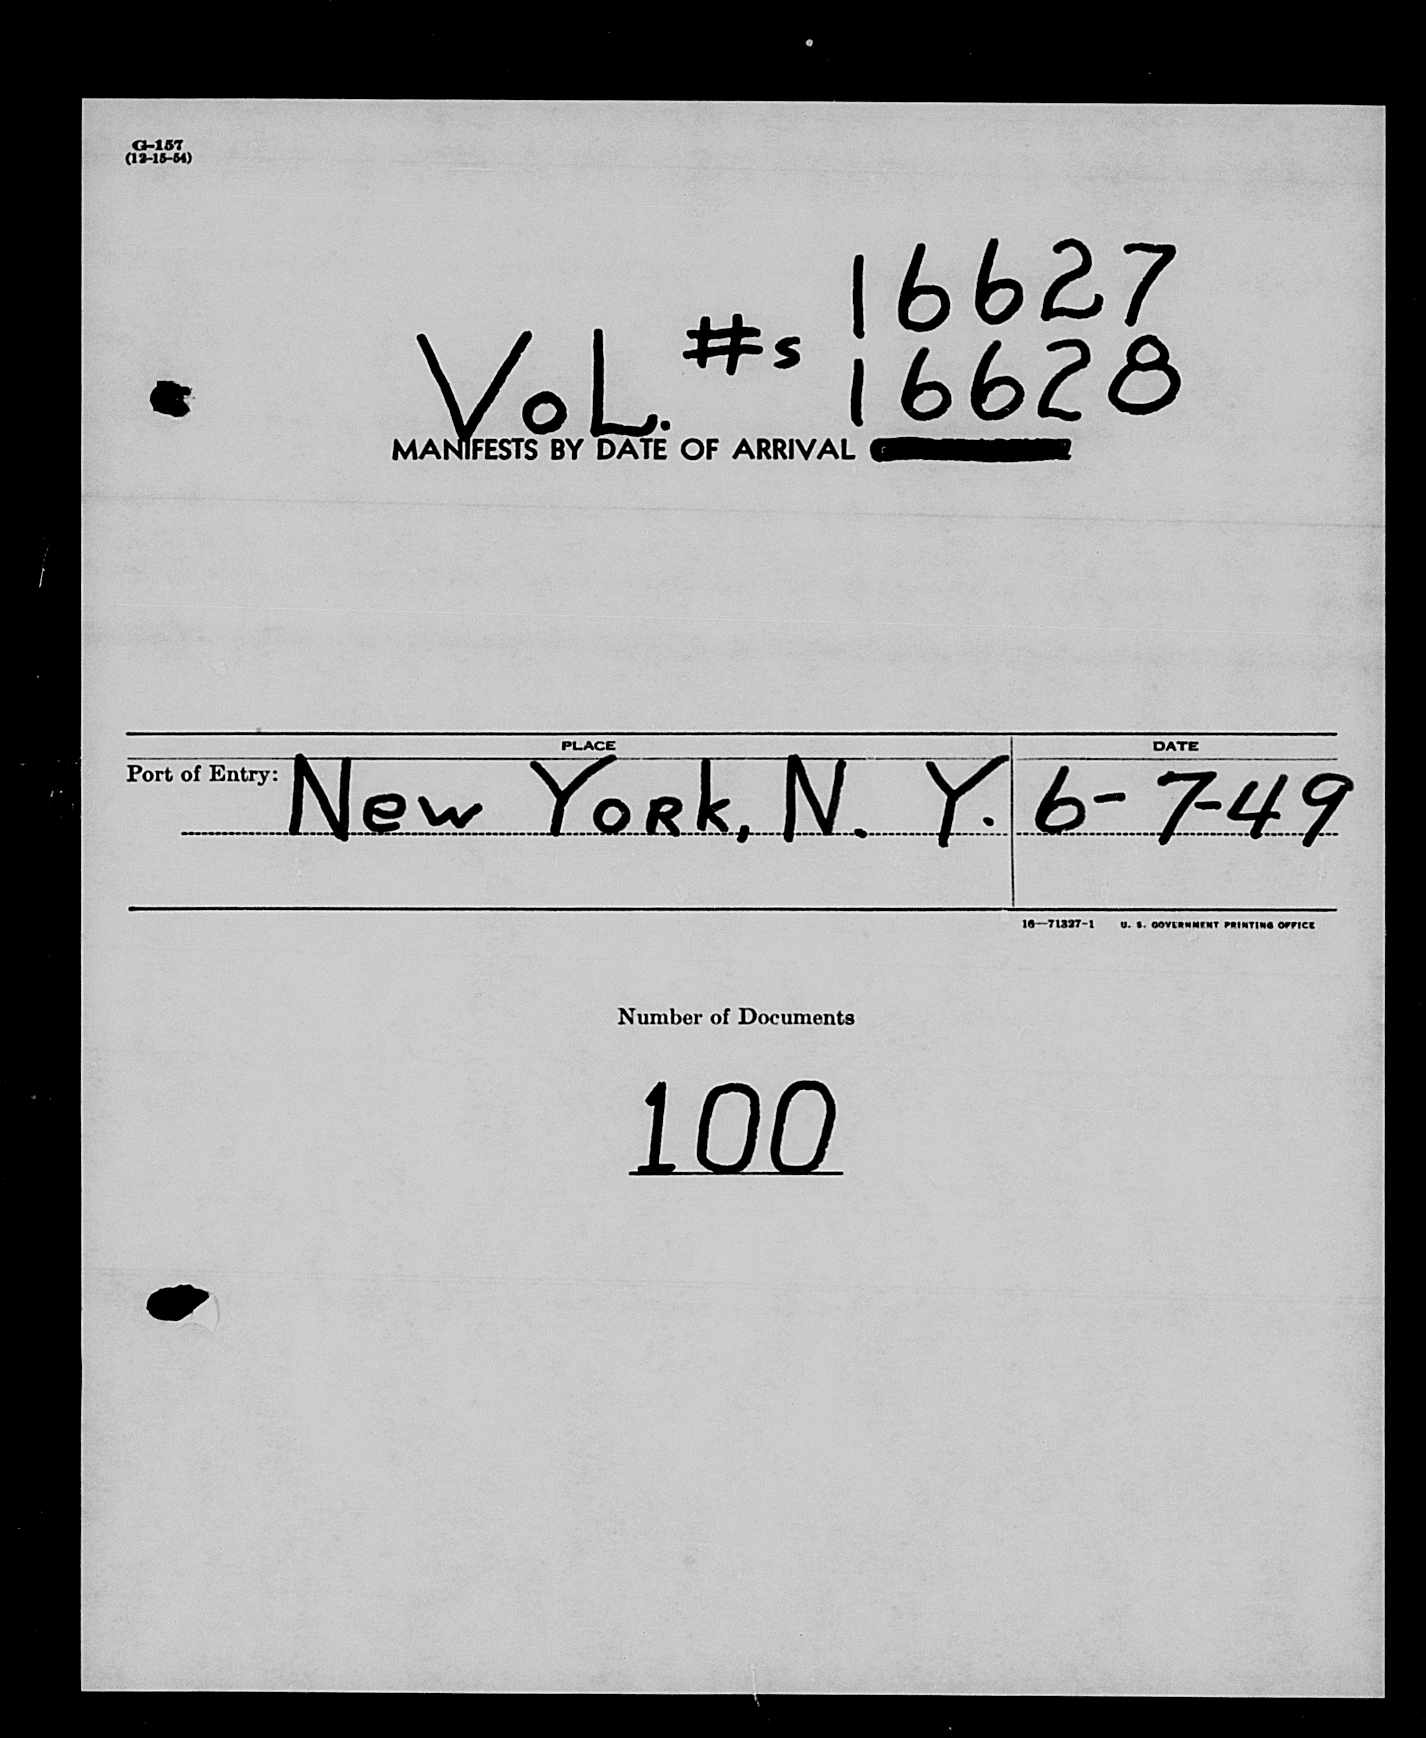 G-157
(12-15-54)
16627
VOL. #s
16628
MANIFESTS BY DATE OF ARRIVAL
PLACE
DATE
Port of Entry: New York, N. Y.
6-7-49
16—71327-1 U. S. GOVERNMENT PRINTING OFFICE
Number of Documents
100